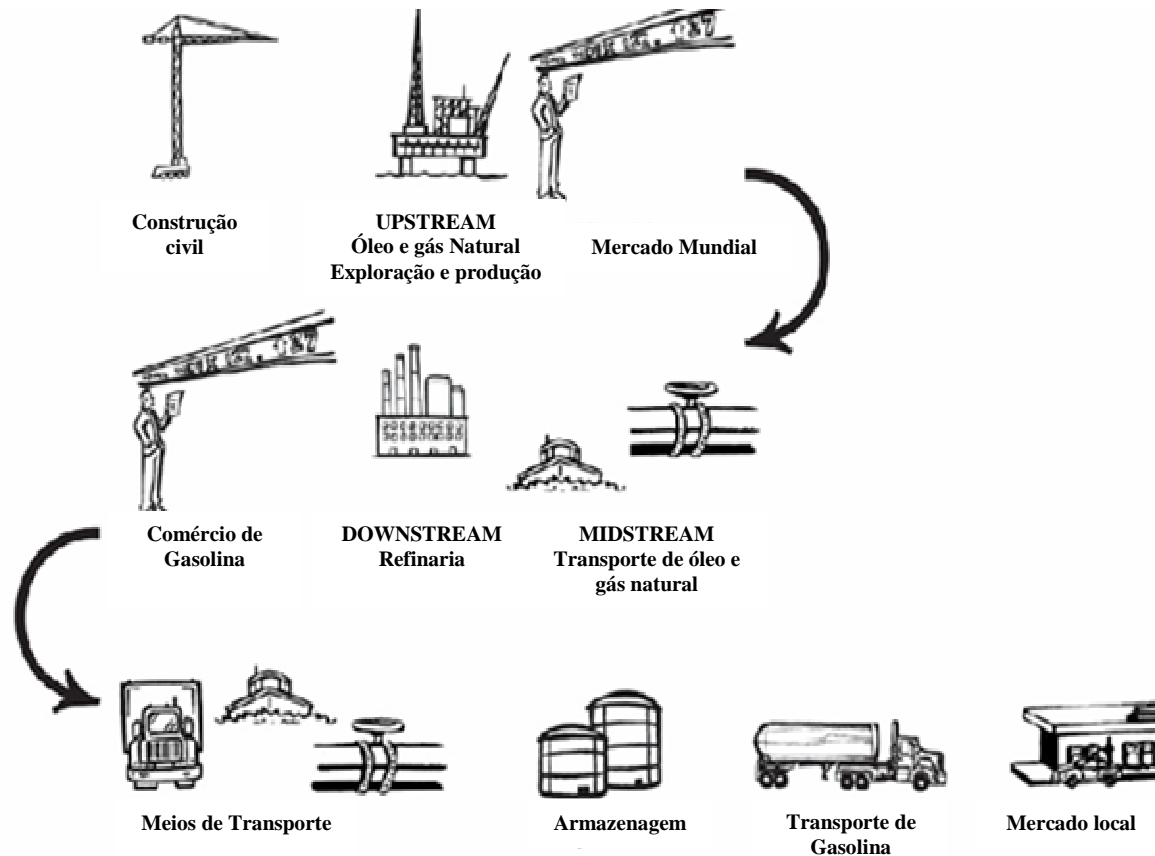 Construção
civil
UPSTREAM
Óleo e gás Natural
Exploração e produção
Mercado Mundial
Comércio de
Gasolina
DOWNSTREAM
Refinaria
MIDSTREAM
Transporte de óleo e
gás natural
Meios de Transporte
Armazenagem
Transporte de
Gasolina
Mercado local